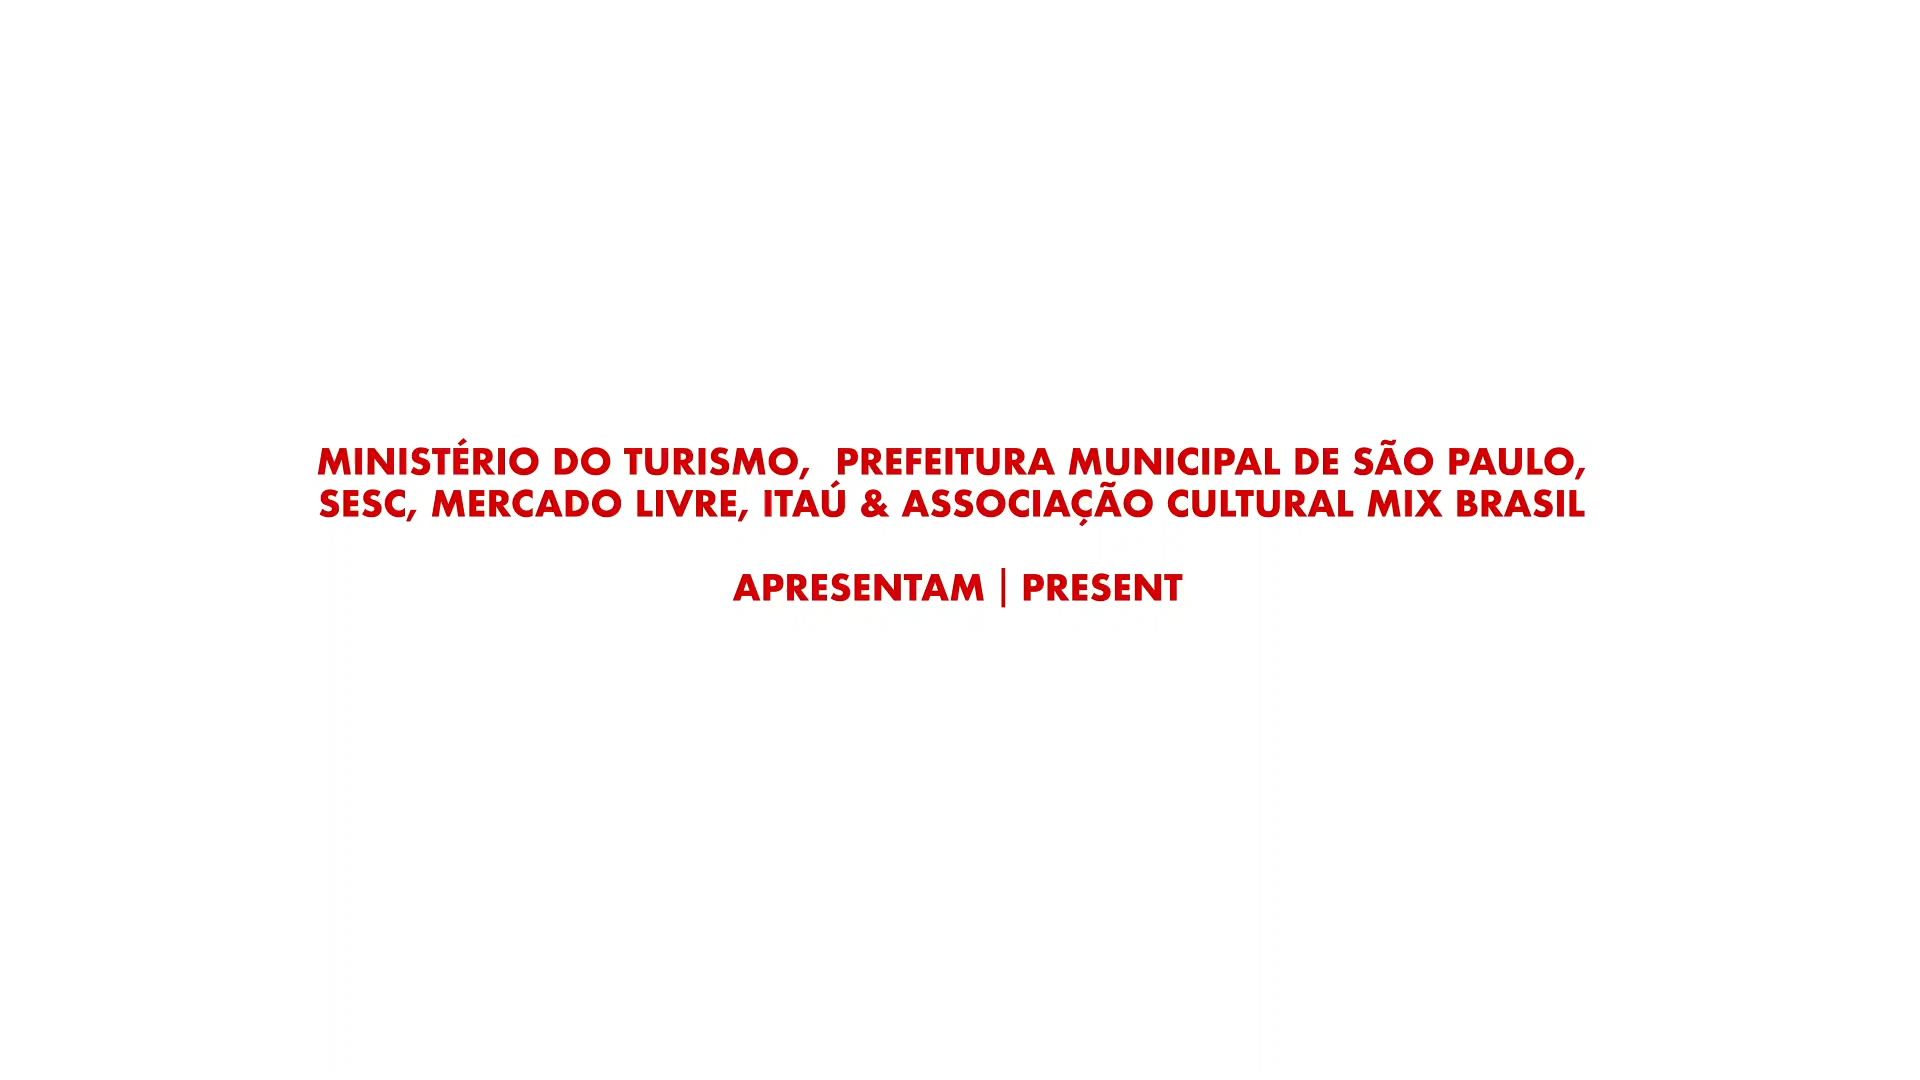 MINISTÉRIO DO TURISMO,  PREFEITURA MUNICIPAL DE SÃO PAULO,
SESC, MERCADO LIVRE, ITAÚ & ASSOCIAÇÃO CULTURAL MIX BRASIL
APRESENTAM | PRESENT